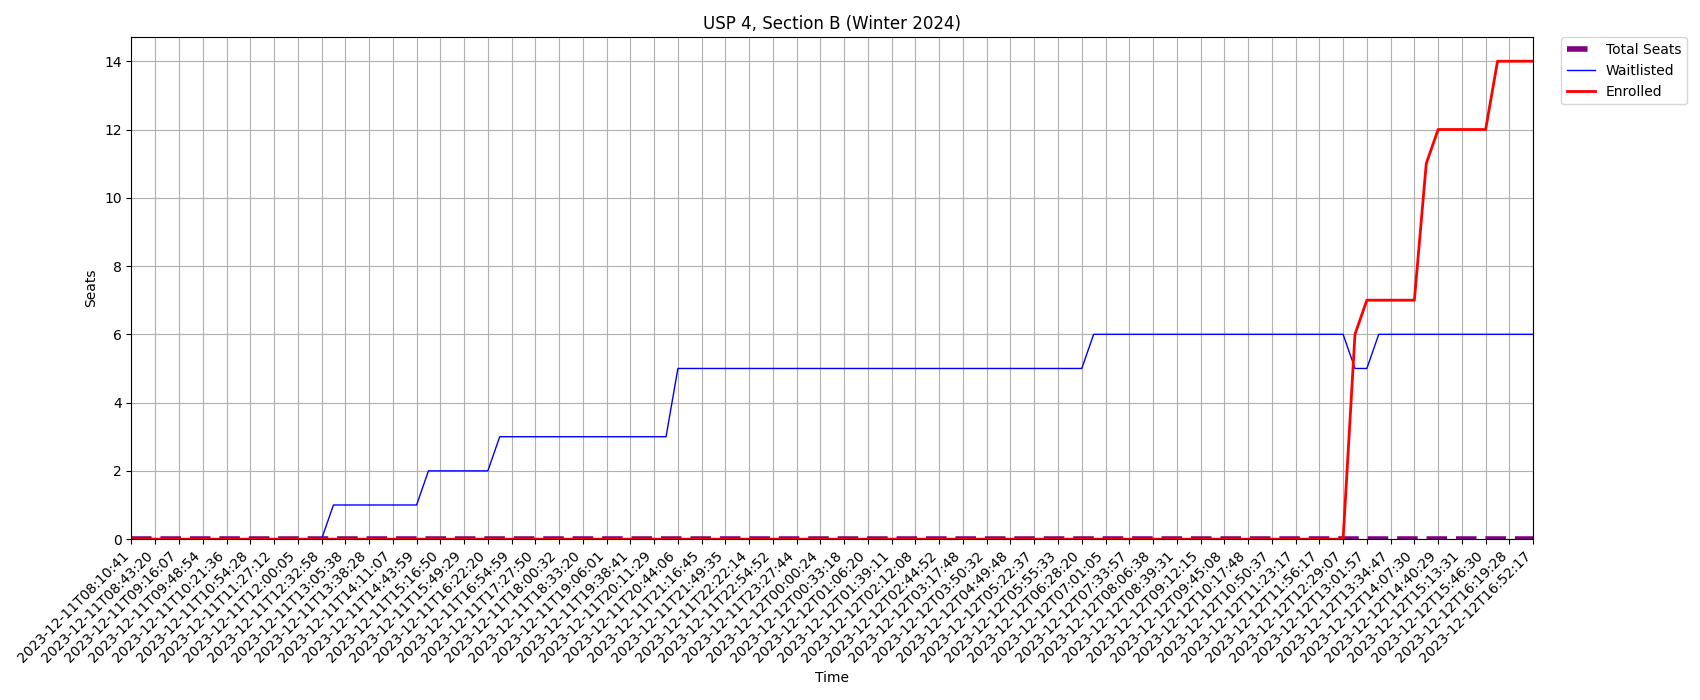 USP 4, Section B (Winter 2024)
Total Seats
Waitlisted
Enrolled
14
12
10
8
6
4
2
0
Seats
2023-12-11T08:10:41
2023-12-11T08:43:20
2023-12-11T09:16:07
2023-12-11T09:48:54
2023-12-11T10:21:36
2023-12-11T10:54:28
2023-12-11T11:27:12
2023-12-11T12:00:05
2023-12-11T12:32:58
2023-12-11T13:05:38
2023-12-11T13:38:28
2023-12-11T14:11:07
2023-12-11T14:43:59
2023-12-11T15:16:50
2023-12-11T15:49:29
2023-12-11T16:22:20
2023-12-11T16:54:59
2023-12-11T17:27:50
2023-12-11T18:00:32
2023-12-11T18:33:20
2023-12-11T19:06:01
2023-12-11T19:38:41
2023-12-11T20:11:29
2023-12-11T20:44:06
2023-12-11T21:16:45
2023-12-11T21:49:35
2023-12-11T22:22:14
2023-12-11T22:54:52
2023-12-11T23:27:44
2023-12-12T00:00:24
2023-12-12T00:33:18
2023-12-12T01:06:20
2023-12-12T01:39:11
2023-12-12T02:12:08
2023-12-12T02:44:52
2023-12-12T03:17:48
2023-12-12T03:50:32
2023-12-12T04:49:48
2023-12-12T05:22:37
2023-12-12T05:55:33
2023-12-12T06:28:20
2023-12-12T07:01:05
2023-12-12T07:33:57
2023-12-12T08:06:38
2023-12-12T08:39:31
2023-12-12T09:12:15
2023-12-12T09:45:08
2023-12-12T10:17:48
2023-12-12T10:50:37
2023-12-12T11:23:17
2023-12-12T11:56:17
2023-12-12T12:29:07
2023-12-12T13:01:57
2023-12-12T13:34:47
2023-12-12T14:07:30
2023-12-12T14:40:29
2023-12-12T15:13:31
2023-12-12T15:46:30
2023-12-12T16:19:28
2023-12-12T16:52:17
Time